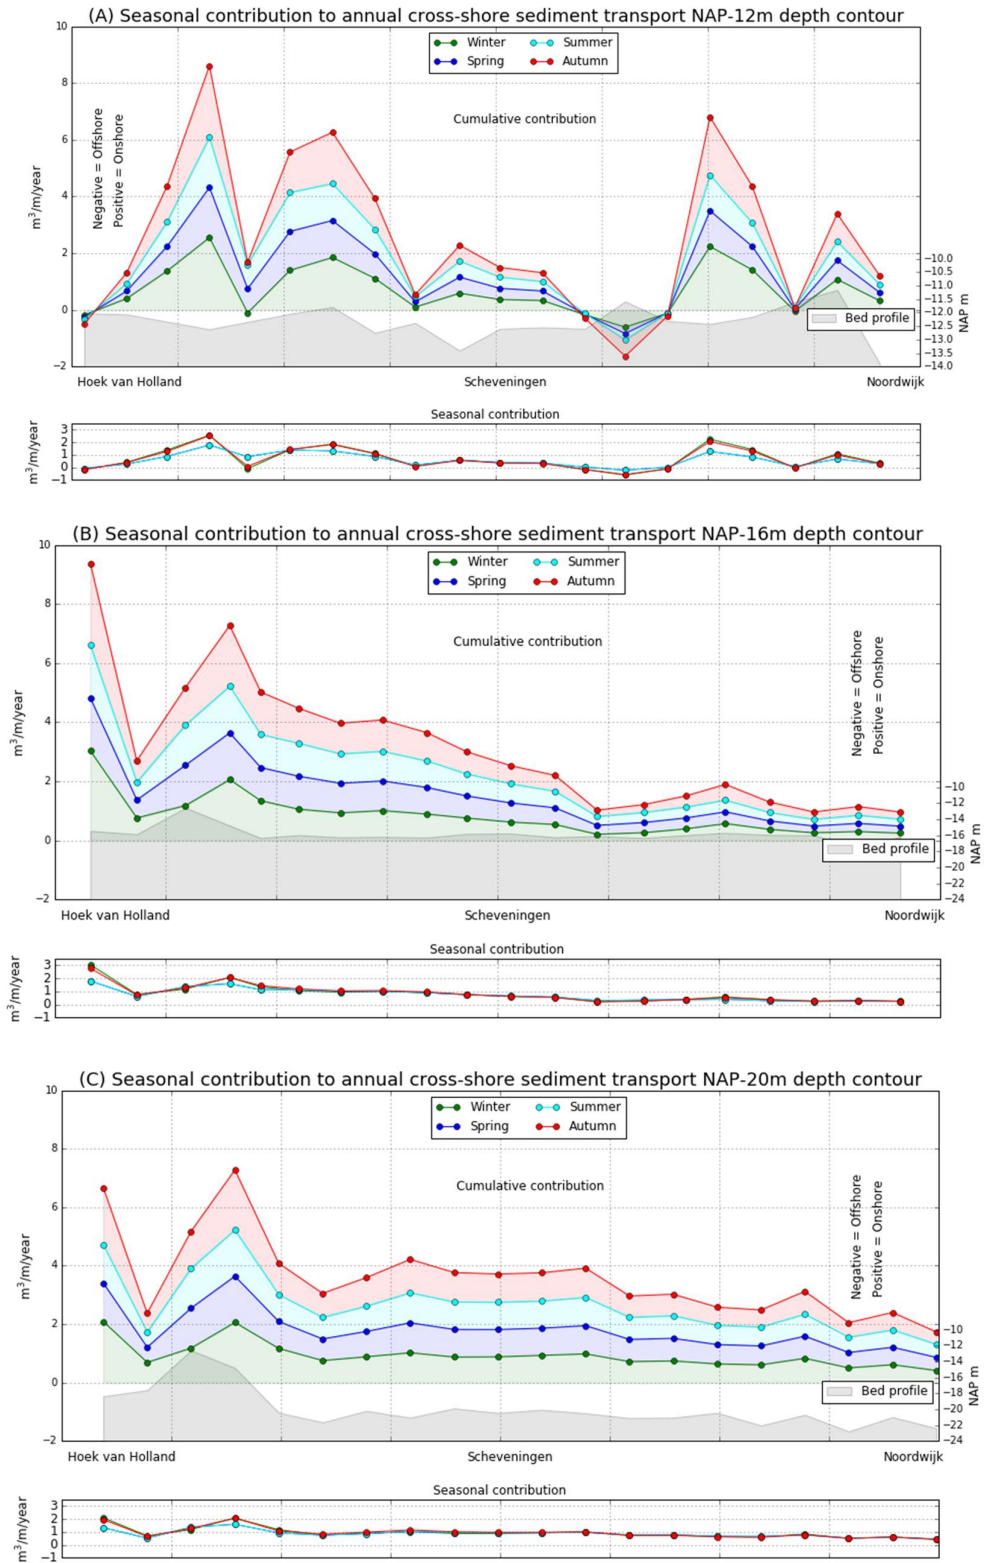 (A) Seasonal contribution to annual cross-shore sediment transport NAP-12m depth contour
10
8
6
4
2
0
−2
m³/m/year
Negative = Offshore
Positive = Onshore
Winter
Summer
Spring
Autumn
Cumulative contribution
−10.0
−10.5
−11.0
−11.5
−12.0
−12.5
−13.0
−13.5
−14.0
NAP m
Bed profile
Hoek van Holland
Scheveningen
Noordwijk
Seasonal contribution
3
2
1
0
−1
m³/m/year
(B) Seasonal contribution to annual cross-shore sediment transport NAP-16m depth contour
10
8
6
4
2
0
−2
m³/m/year
Winter
Summer
Spring
Autumn
Cumulative contribution
Negative = Offshore
Positive = Onshore
−10
−12
−14
−16
−18
−20
−22
−24
NAP m
Bed profile
Hoek van Holland
Scheveningen
Noordwijk
Seasonal contribution
3
2
1
0
−1
m³/m/year
(C) Seasonal contribution to annual cross-shore sediment transport NAP-20m depth contour
10
8
6
4
2
0
−2
m³/m/year
Winter
Summer
Spring
Autumn
Cumulative contribution
Negative = Offshore
Positive = Onshore
−10
−12
−14
−16
−18
−20
−22
−24
NAP m
Bed profile
Hoek van Holland
Scheveningen
Noordwijk
Seasonal contribution
3
2
1
0
−1
m³/m/year